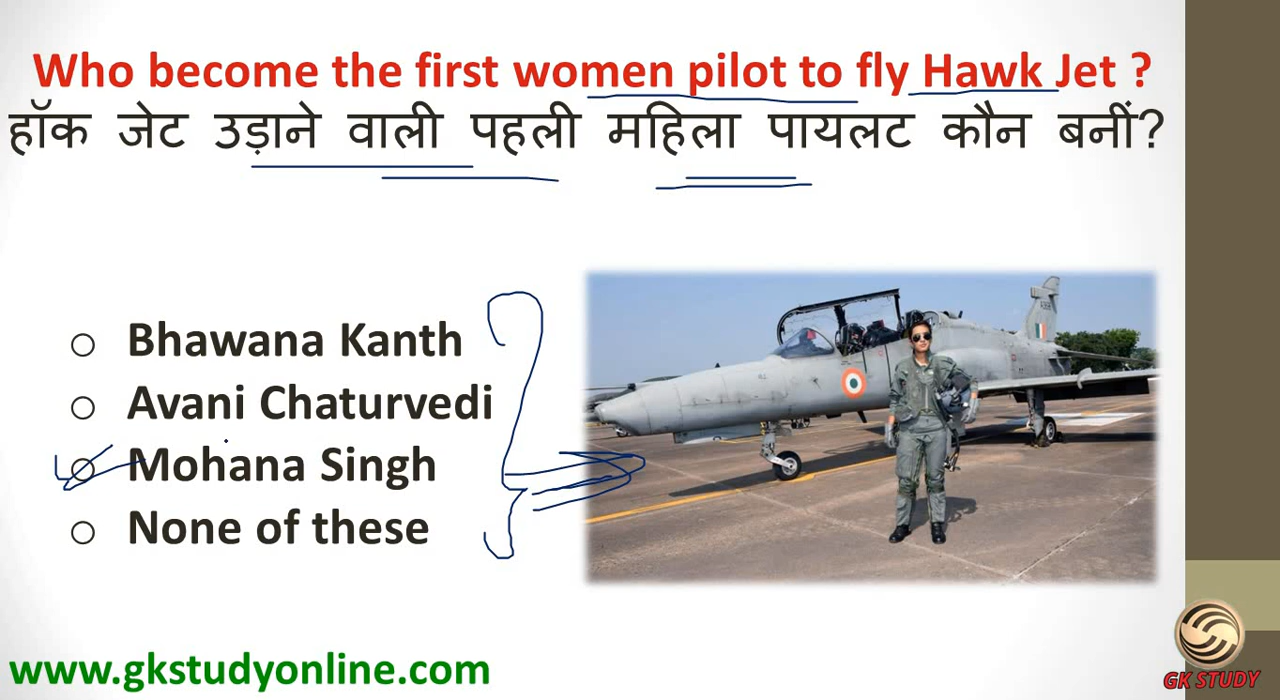 Who become the first women pilot to fly Hawk Jet ?
हॉक जेट उड़ाने वाली पहली महिला पायलट कौन बनीं?
Bhawana Kanth
Avani Chaturvedi
Mohana Singh
None of these
www.gkstudyonline.com
GK STUDY